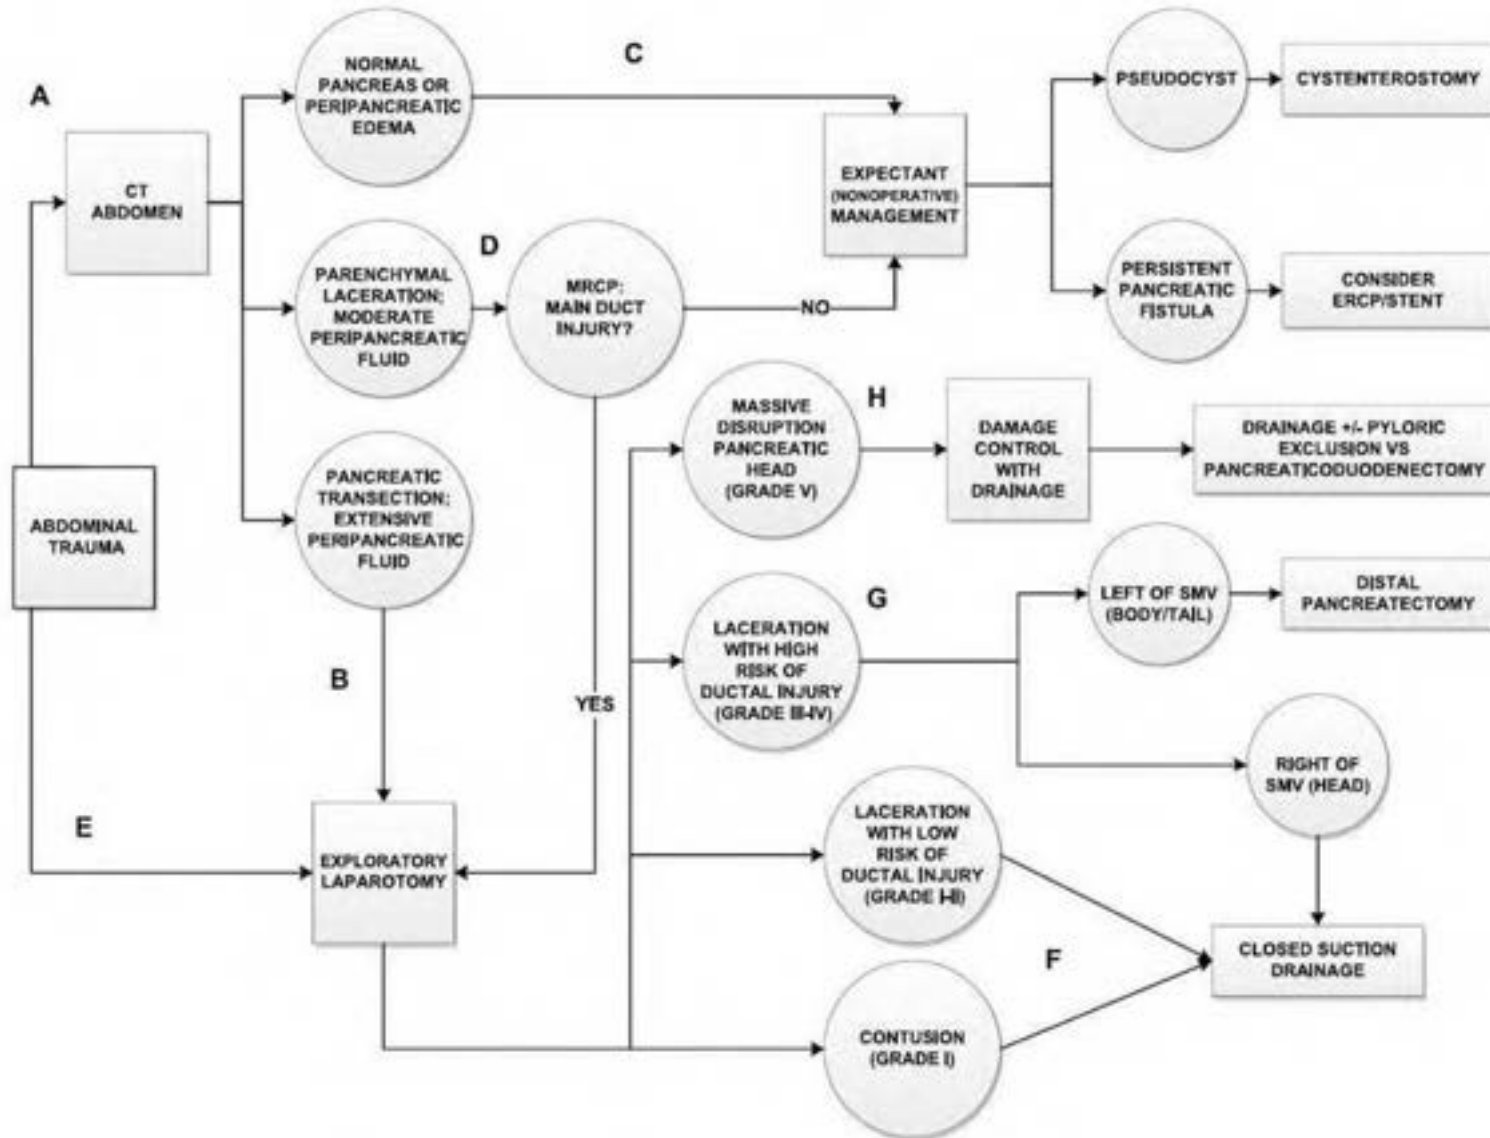 A
NORMAL
PANCREAS OR
PERIPANCREATIC
EDEMA
C
PSEUDOCYST
CYSTENTEROSTOMY
CT
ABDOMEN
EXPECTANT
(NONOPERATIVE)
MANAGEMENT
PARENCHYMAL
LACERATION;
MODERATE
PERIPANCREATIC
FLUID
D
MRCP:
MAIN DUCT
INJURY?
NO
PERSISTENT
PANCREATIC
FISTULA
CONSIDER
ERCP/STENT
ABDOMINAL
TRAUMA
PANCREATIC
TRANSECTION;
EXTENSIVE
PERIPANCREATIC
FLUID
MASSIVE
DISRUPTION
PANCREATIC
HEAD
(GRADE V)
H
DAMAGE
CONTROL
WITH
DRAINAGE
DRAINAGE +/- PYLORIC
EXCLUSION VS
PANCREATICODUODENECTOMY
B
YES
LACERATION
WITH HIGH
RISK OF
DUCTAL INJURY
(GRADE III-IV)
G
LEFT OF SMV
(BODY/TAIL)
DISTAL
PANCREATECTOMY
RIGHT OF
SMV (HEAD)
E
EXPLORATORY
LAPAROTOMY
LACERATION
WITH LOW
RISK OF
DUCTAL INJURY
(GRADE I-II)
F
CLOSED SUCTION
DRAINAGE
CONTUSION
(GRADE I)